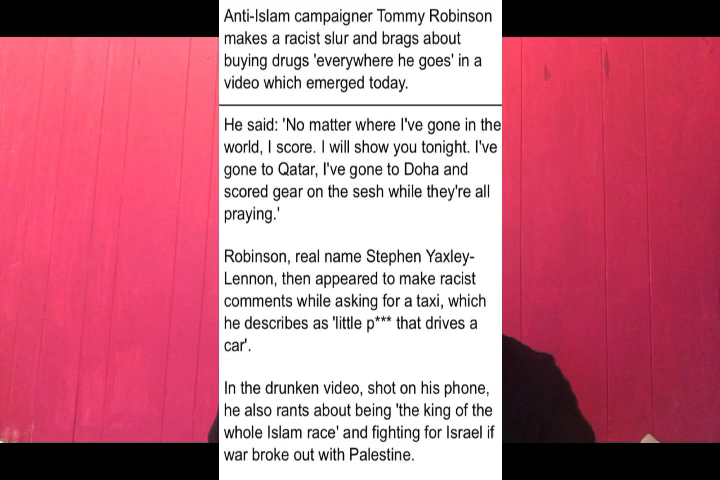 Anti-Islam campaigner Tommy Robinson
makes a racist slur and brags about
buying drugs 'everywhere he goes' in a
video which emerged today.
He said: 'No matter where I've gone in the
world, I score. I will show you tonight. I've
gone to Qatar, I've gone to Doha and
scored gear on the sesh while they're all
praying.'
Robinson, real name Stephen Yaxley-
Lennon, then appeared to make racist
comments while asking for a taxi, which
he describes as 'little p*** that drives a
car'.
In the drunken video, shot on his phone,
he also rants about being 'the king of the
whole Islam race' and fighting for Israel if
war broke out with Palestine.